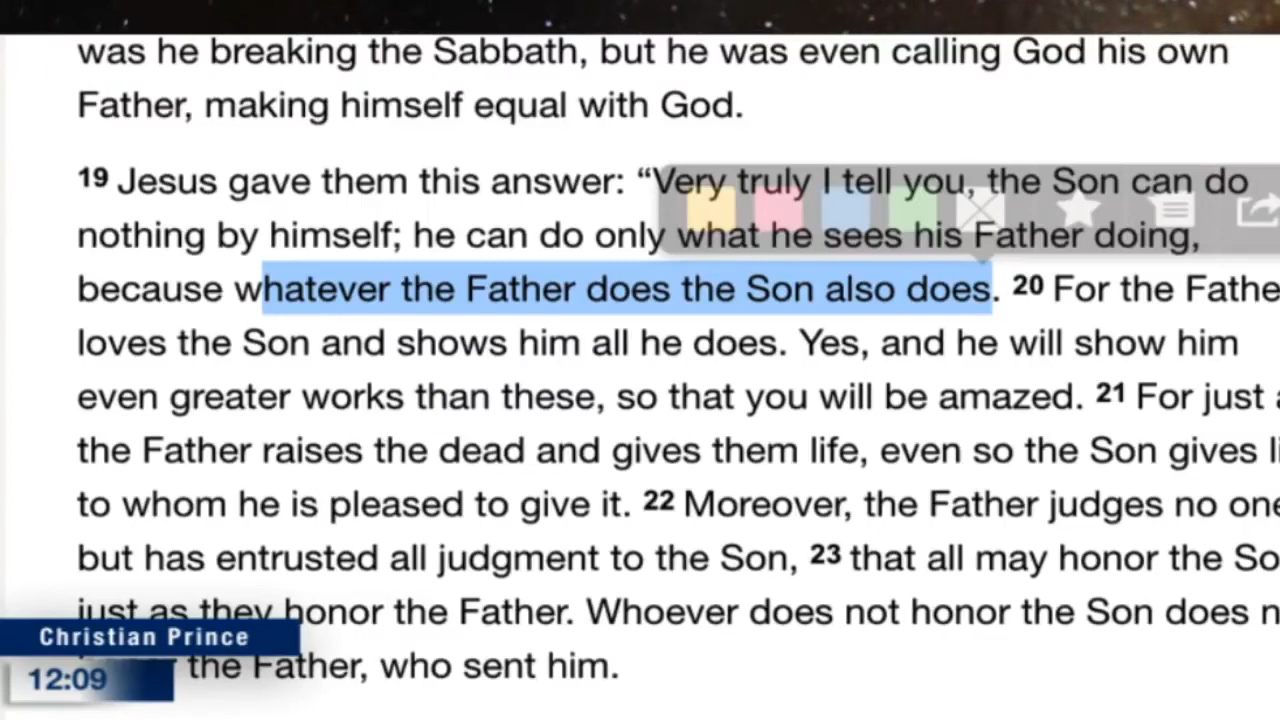 was he breaking the Sabbath, but he was even calling God his own
Father, making himself equal with God.
19 Jesus gave them this answer: “Very truly I tell you, the Son can do
nothing by himself; he can do only what he sees his Father doing,
because whatever the Father does the Son also does. 20 For the Fathe
loves the Son and shows him all he does. Yes, and he will show him
even greater works than these, so that you will be amazed. 21 For just a
the Father raises the dead and gives them life, even so the Son gives li
to whom he is pleased to give it. 22 Moreover, the Father judges no one
but has entrusted all judgment to the Son, 23 that all may honor the So
just as they honor the Father. Whoever does not honor the Son does n
the Father, who sent him.
Christian Prince
12:09